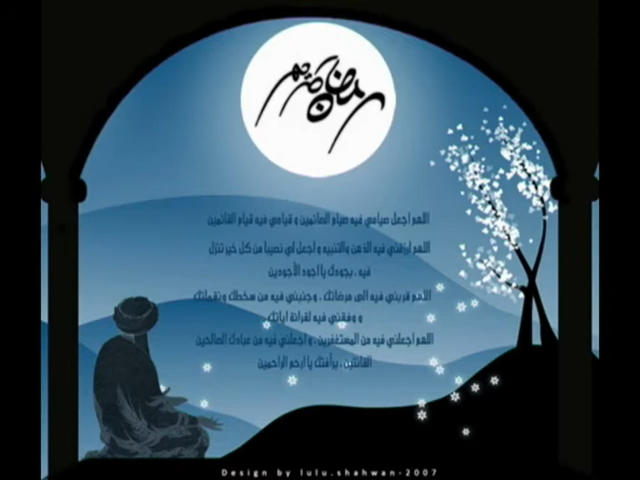 رمضان كريم
اللهم اجعل صيامي فيه صيام الصائمين و قيامي فيه قيام القائمين
اللهم ارزقني فيه الذهن والتنبيه و اجعل لي نصيبا من كل خير تنزل
فيه ، بجودك يا اجود الأجودين
اللهم قربني فيه الى مرضاتك ، وجنبني فيه من سخطك ونقماتك
و وفقني فيه لقرائة اياتك
اللهم اجعلني فيه من المستغفرين ، و اجعلني فيه من عبادك الصالحين
القانتين ، برأفتك يا ارحم الراحمين
Design by lulu.shahwan-2007